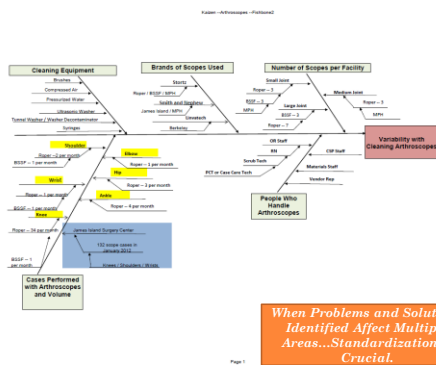 Kaizen --Arthroscopes --Fishbone2
Cleaning Equipment
Brands of Scopes Used
Number of Scopes per Facility
Brushes
Compressed Air
Pressurized Water
Ultrasonic Washer
Tunnel Washer / Washer Decontaminator
Syringes
Stortz
Roper / BSSF / MPH
Smith and Nephew
James Island / MPH
Linvatech
Berkeley
Small Joint
Roper – 3
BSSF – 3
MPH
Large Joint
BSSF – 3
Roper – 7
Medium Joint
Roper – 3
MPH
Variability with
Cleaning Arthroscopes
Shoulder
Roper –2 per month
BSSF – 1 per month
Elbow
Roper – 1 per month
Hip
Roper – 2 per month
Wrist
Roper – 1 per month
BSSF – 1 per month
Ankle
Roper – 4 per month
Knee
Roper – 34 per month
BSSF – 1
per month
James Island Surgery Center
132 scope cases in
January 2012
Knees / Shoulders / Wrists
OR Staff
RN
Scrub Tech
PCT or Case Care Tech
CSP Staff
Materials Staff
Vendor Rep
People Who
Handle
Arthroscopes
Cases Performed
with Arthroscopes
and Volume
When Problems and Solut
Identified Affect Multip
Areas...Standardization
Crucial.
Page 1